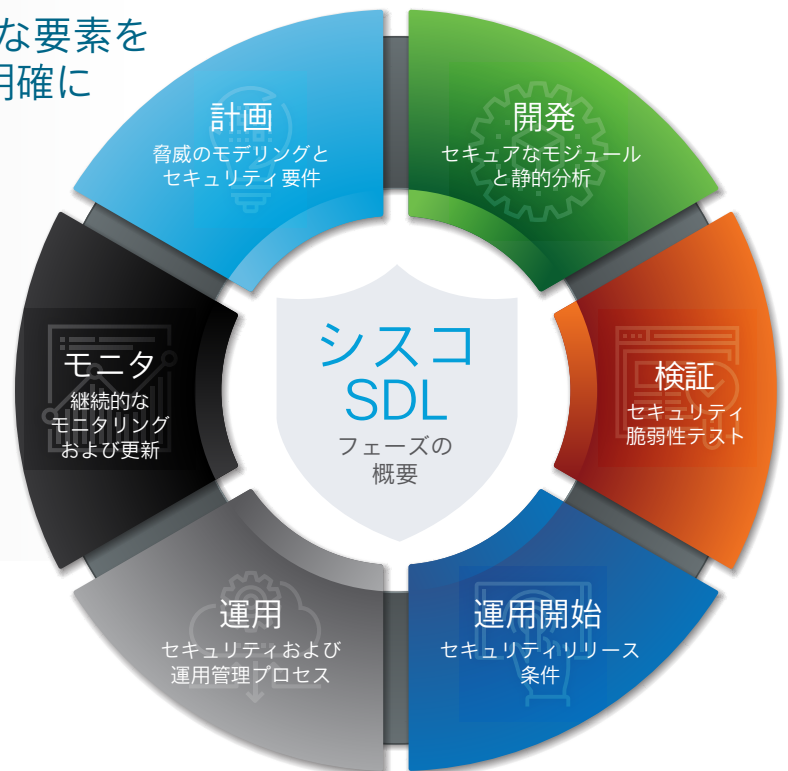 な要素を
明確に
計画
脅威のモデリングと
セキュリティ要件
開発
セキュアなモジュール
と静的分析
検証
セキュリティ
脆弱性テスト
運用開始
セキュリティリリース
条件
運用
セキュリティおよび
運用管理プロセス
モニタ
継続的な
モニタリング
および更新
シスコ
SDL
フェーズの
概要